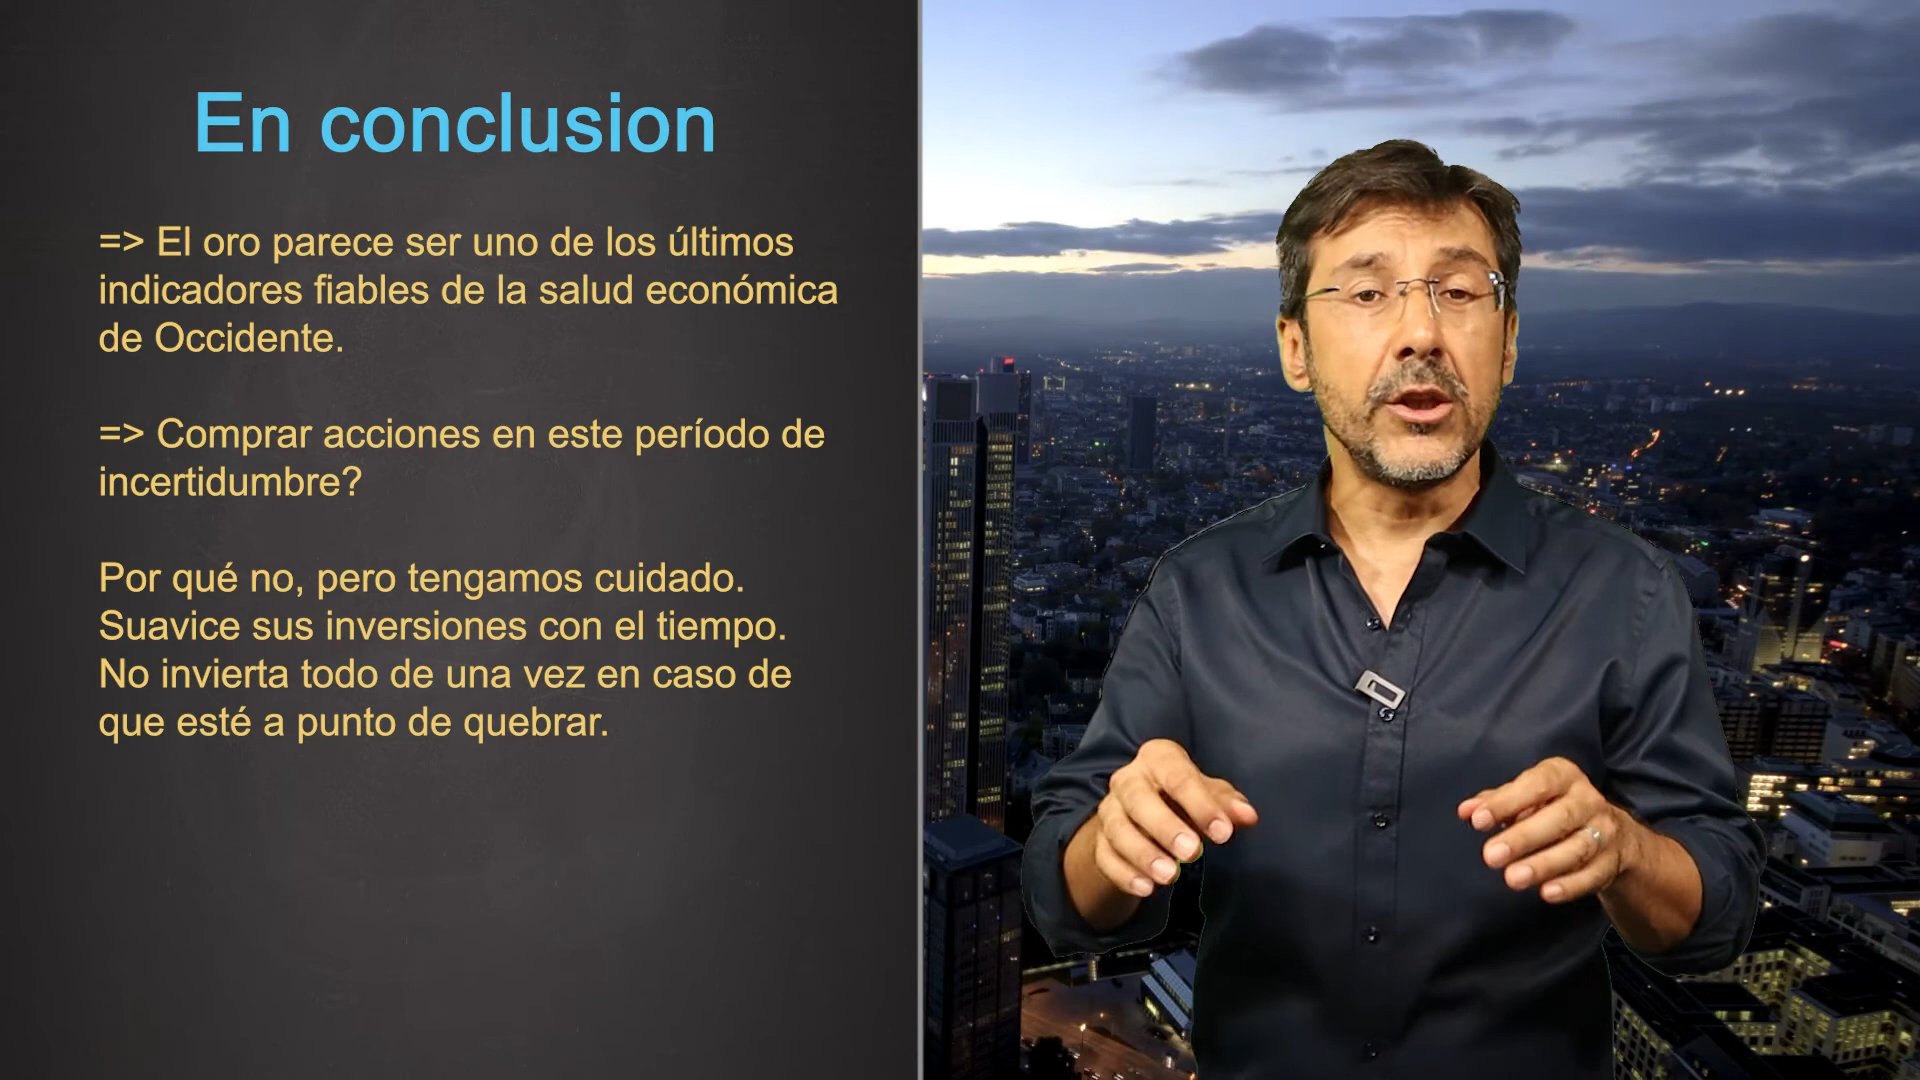 En conclusion
=> El oro parece ser uno de los últimos
indicadores fiables de la salud económica
de Occidente.
=> Comprar acciones en este período de
incertidumbre?
Por qué no, pero tengamos cuidado.
Suavice sus inversiones con el tiempo.
No invierta todo de una vez en caso de
que esté a punto de quebrar.